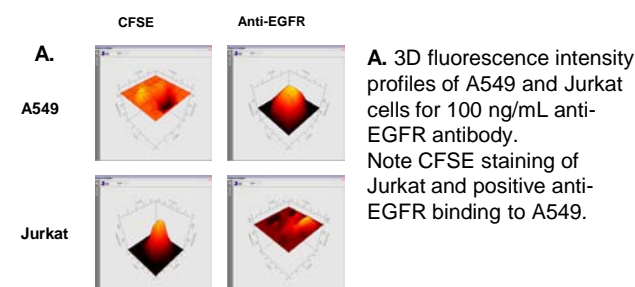 CFSE Anti-EGFR
A.
A549
Jurkat
A. 3D fluorescence intensity
profiles of A549 and Jurkat
cells for 100 ng/mL anti-
EGFR antibody.
Note CFSE staining of
Jurkat and positive anti-
EGFR binding to A549.